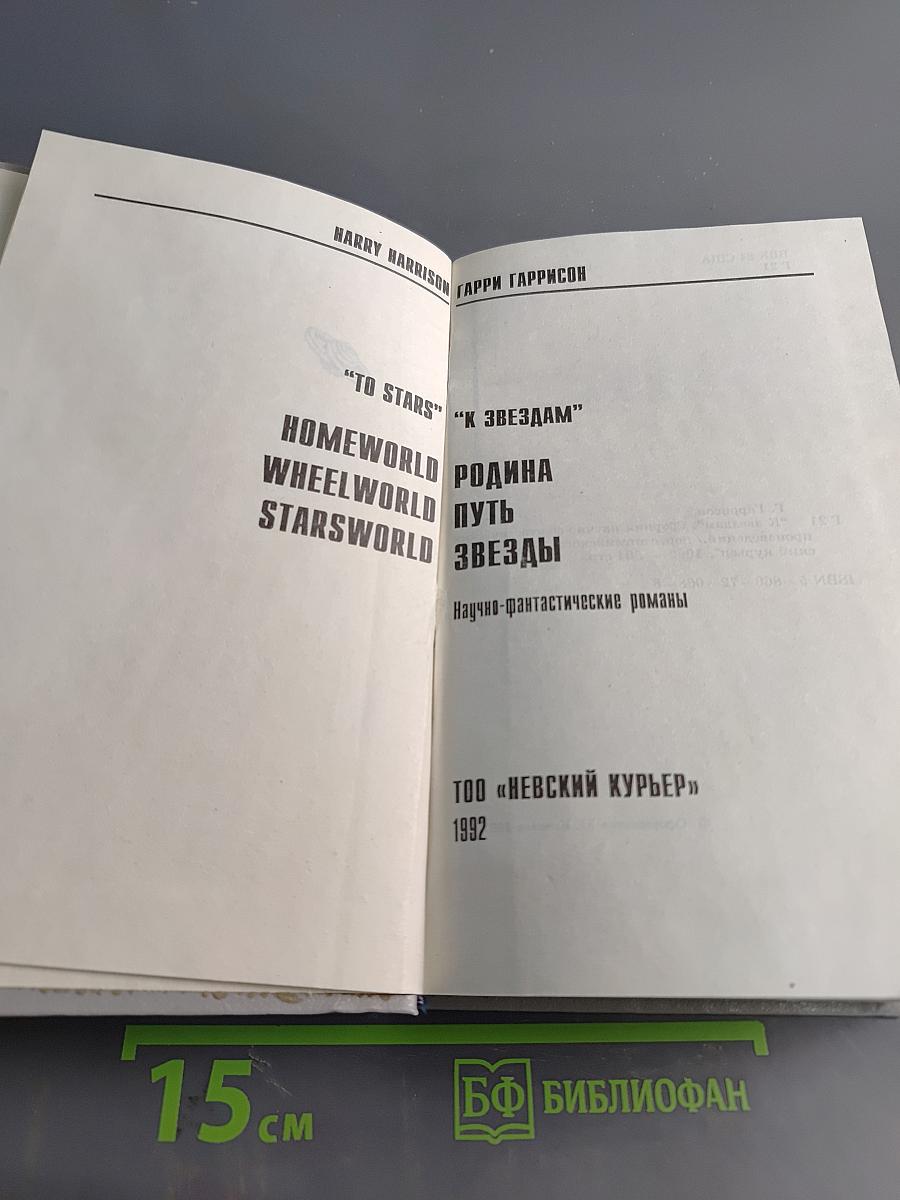 HARRY HARRISON
"TO STARS"
HOMEWORLD
WHEELWORLD
STARSWORLD
ГАРРИ ГАРРИСОН
"К ЗВЕЗДАМ"
РОДИНА
ПУТЬ
ЗВЕЗДЫ
Научно-фантастические романы
ТОО «НЕВСКИЙ КУРЬЕР»
1992
15 см
БФ БИБЛИОФАН